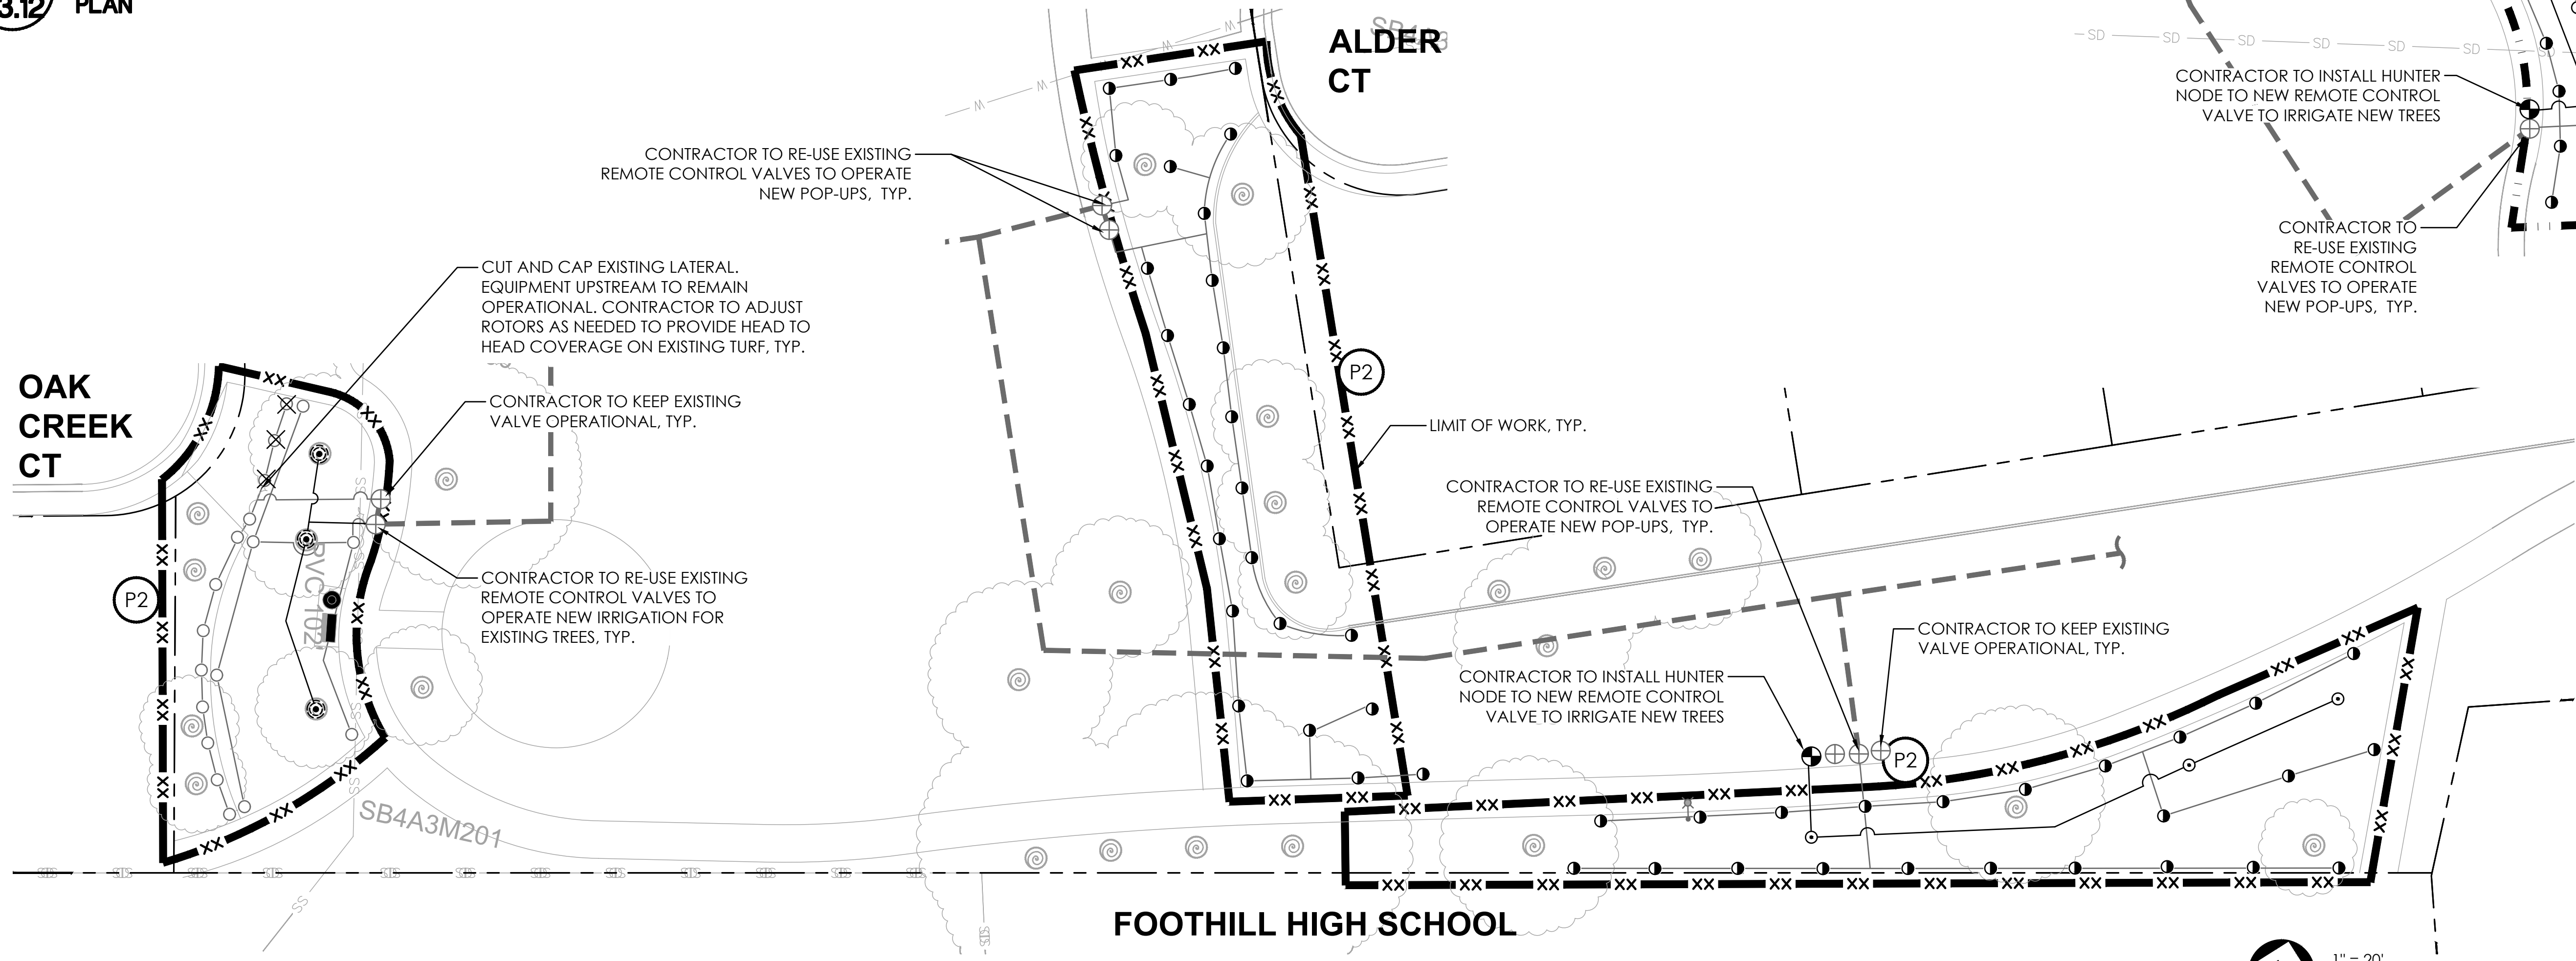 3.12
PLAN
ALDER
CT
CONTRACTOR TO INSTALL HUNTER
NODE TO NEW REMOTE CONTROL
VALVE TO IRRIGATE NEW TREES
CONTRACTOR TO RE-USE EXISTING
REMOTE CONTROL VALVES TO OPERATE
NEW POP-UPS, TYP.
CONTRACTOR TO
RE-USE EXISTING
REMOTE CONTROL
VALVES TO OPERATE
NEW POP-UPS, TYP.
CUT AND CAP EXISTING LATERAL.
EQUIPMENT UPSTREAM TO REMAIN
OPERATIONAL. CONTRACTOR TO ADJUST
ROTORS AS NEEDED TO PROVIDE HEAD TO
HEAD COVERAGE ON EXISTING TURF, TYP.
OAK
CREEK
CT
CONTRACTOR TO KEEP EXISTING
VALVE OPERATIONAL, TYP.
P2
LIMIT OF WORK, TYP.
CONTRACTOR TO RE-USE EXISTING
REMOTE CONTROL VALVES TO
OPERATE NEW POP-UPS, TYP.
P2
CONTRACTOR TO RE-USE EXISTING
REMOTE CONTROL VALVES TO
OPERATE NEW IRRIGATION FOR
EXISTING TREES, TYP.
CONTRACTOR TO KEEP EXISTING
VALVE OPERATIONAL, TYP.
CONTRACTOR TO INSTALL HUNTER
NODE TO NEW REMOTE CONTROL
VALVE TO IRRIGATE NEW TREES
P2
SB4A3M201
FOOTHILL HIGH SCHOOL
1" = 20'